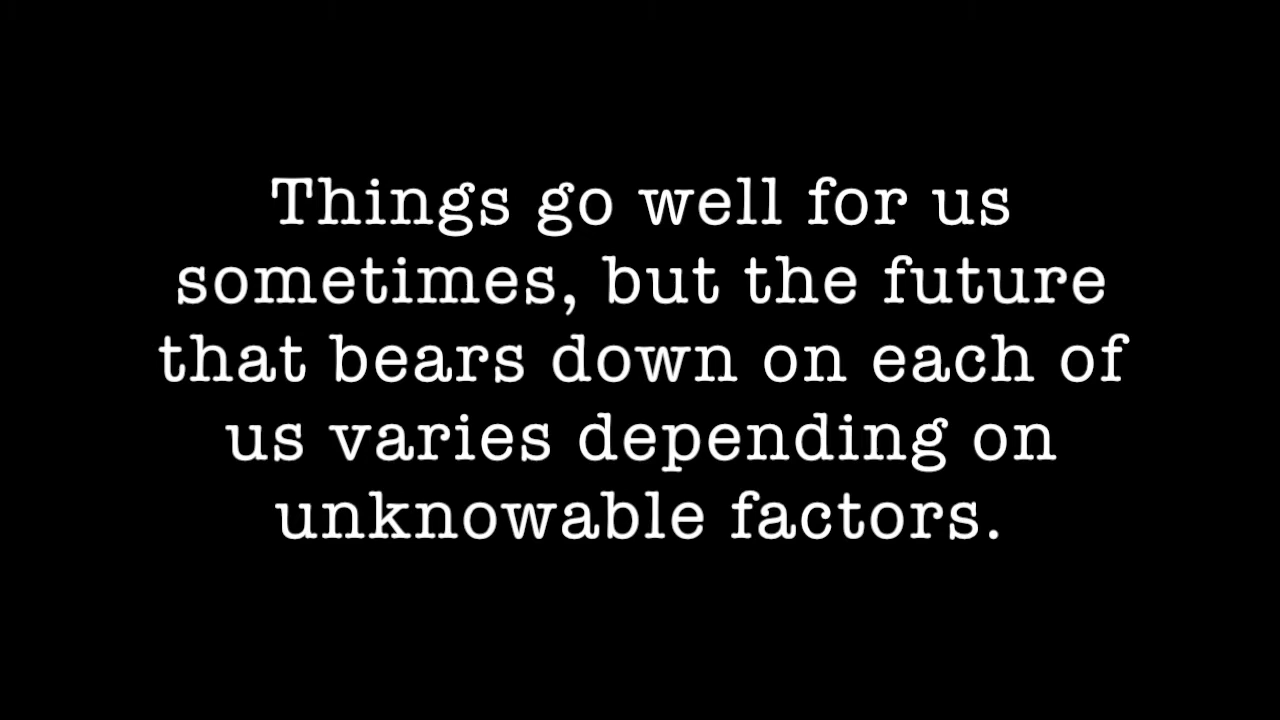 Things go well for us
sometimes, but the future
that bears down on each of
us varies depending on
unknowable factors.